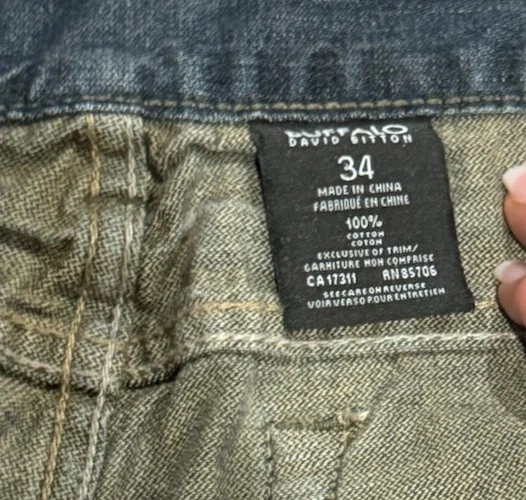 BUFFALO
DAVID BITTON
34
MADE IN CHINA
FABRIQUÉ EN CHINE
100%
COTTON
COTON
EXCLUSIVE OF TRIM/
GARNITURE NON COMPRISE
CA17311 RN85706
SEE CARE ON REVERSE
VOIR VERSO POUR ENTRETIEN